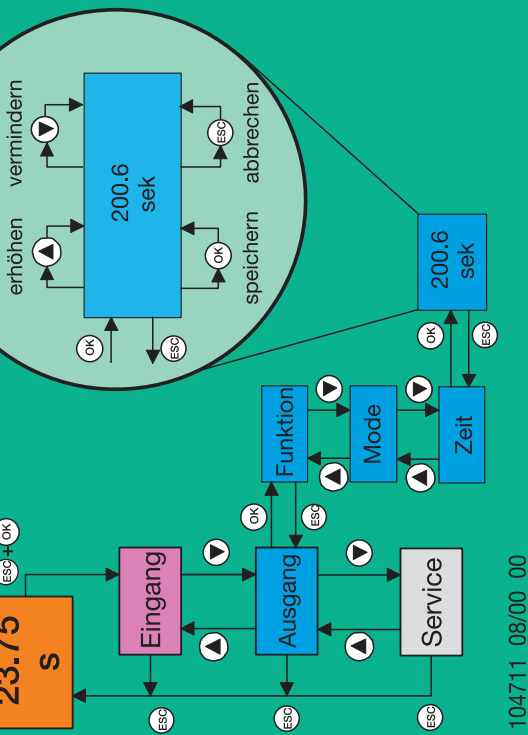 23.75
s
ESC + OK
erhöhen
vermindern
OK
200.6
sek
ESC
OK
ESC
speichern
abbrechen
Eingang
ESC
Ausgang
ESC
OK
ESC
Funktion
Mode
Zeit
OK
ESC
200.6
sek
Service
ESC
104711 08/00 00